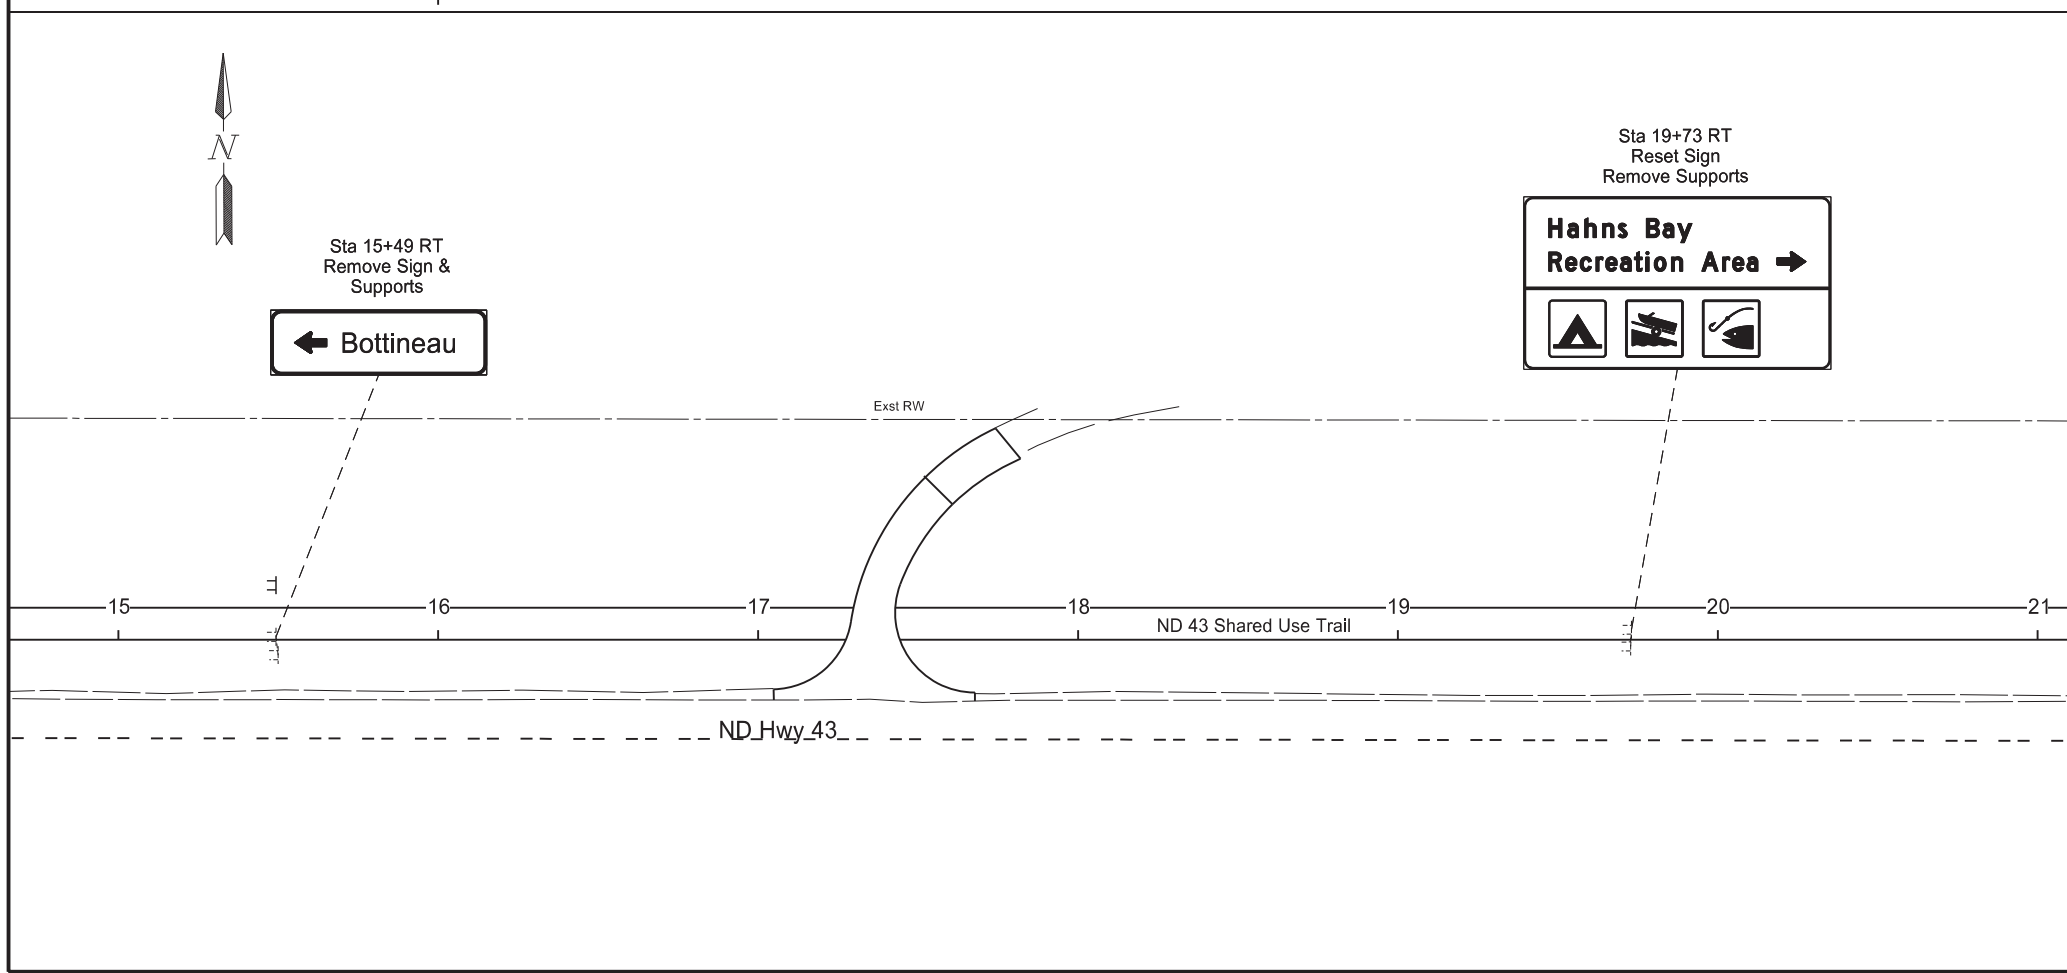 N
Sta 15+49 RT
Remove Sign &
Supports
Bottineau
Sta 19+73 RT
Reset Sign
Remove Supports
Hahns Bay
Recreation Area
Exst RW
15 16 17 18 19 20 21
ND 43 Shared Use Trail
ND Hwy 43